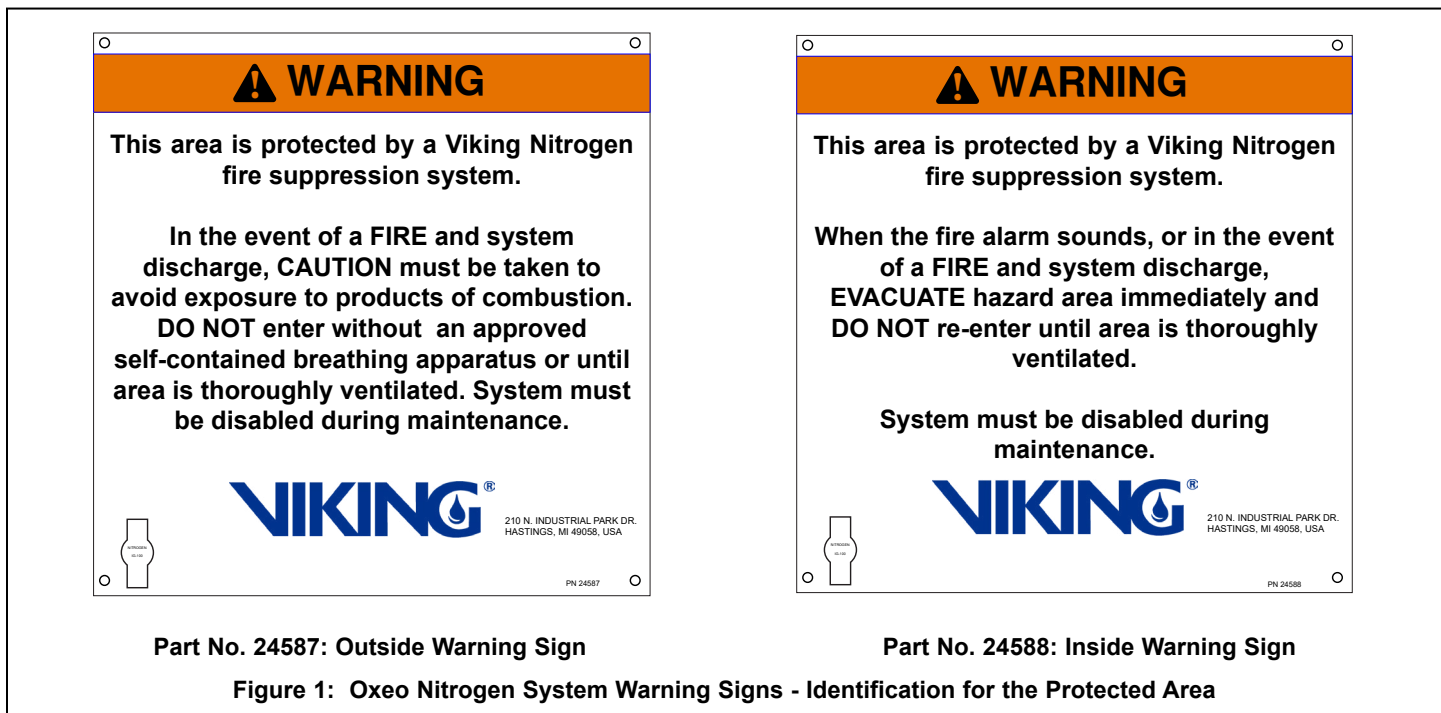 WARNING
This area is protected by a Viking Nitrogen
fire suppression system.
In the event of a FIRE and system
discharge, CAUTION must be taken to
avoid exposure to products of combustion.
DO NOT enter without an approved
self-contained breathing apparatus or until
area is thoroughly ventilated. System must
be disabled during maintenance.
VIKING®
210 N. INDUSTRIAL PARK DR.
HASTINGS, MI 49058, USA
NITROGEN
IG-100
PN 24587
Part No. 24587: Outside Warning Sign
WARNING
This area is protected by a Viking Nitrogen
fire suppression system.
When the fire alarm sounds, or in the event
of a FIRE and system discharge,
EVACUATE hazard area immediately and
DO NOT re-enter until area is thoroughly
ventilated.
System must be disabled during
maintenance.
VIKING®
210 N. INDUSTRIAL PARK DR.
HASTINGS, MI 49058, USA
NITROGEN
IG-100
PN 24588
Part No. 24588: Inside Warning Sign
Figure 1: Oxeo Nitrogen System Warning Signs - Identification for the Protected Area